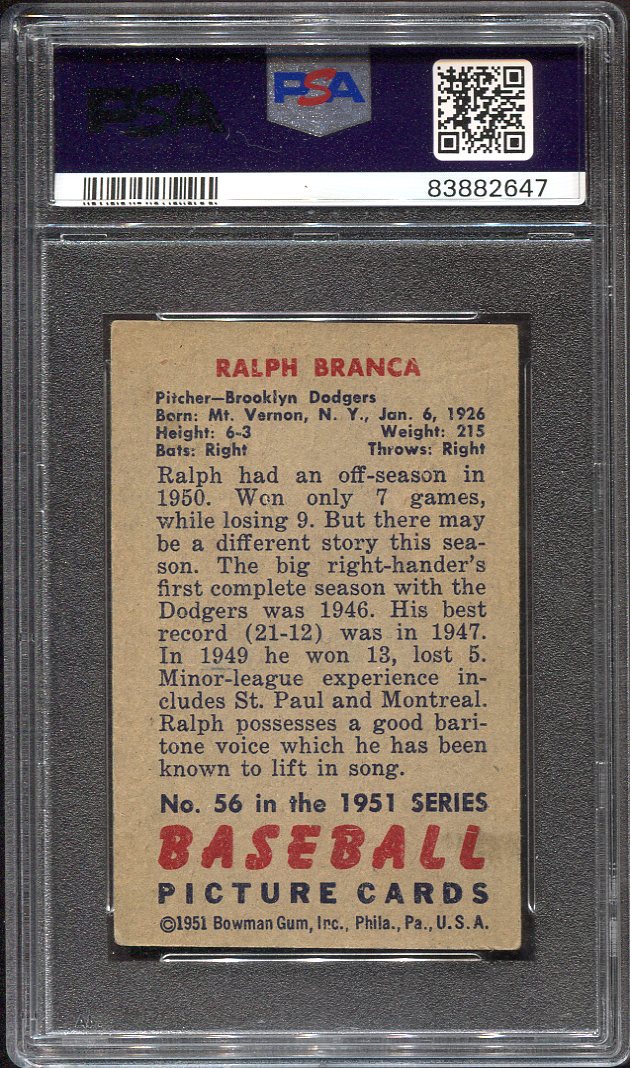 PSA
PSA
83882647
RALPH BRANCA
Pitcher—Brooklyn Dodgers
Born: Mt. Vernon, N. Y., Jan. 6, 1926
Height: 6-3 Weight: 215
Bats: Right Throws: Right
Ralph had an off-season in
1950. Won only 7 games,
while losing 9. But there may
be a different story this sea-
son. The big right-hander's
first complete season with the
Dodgers was 1946. His best
record (21-12) was in 1947.
In 1949 he won 13, lost 5.
Minor-league experience in-
cludes St. Paul and Montreal.
Ralph possesses a good bari-
tone voice which he has been
known to lift in song.
No. 56 in the 1951 SERIES
BASEBALL
PICTURE CARDS
©1951 Bowman Gum, Inc., Phila., Pa., U.S.A.